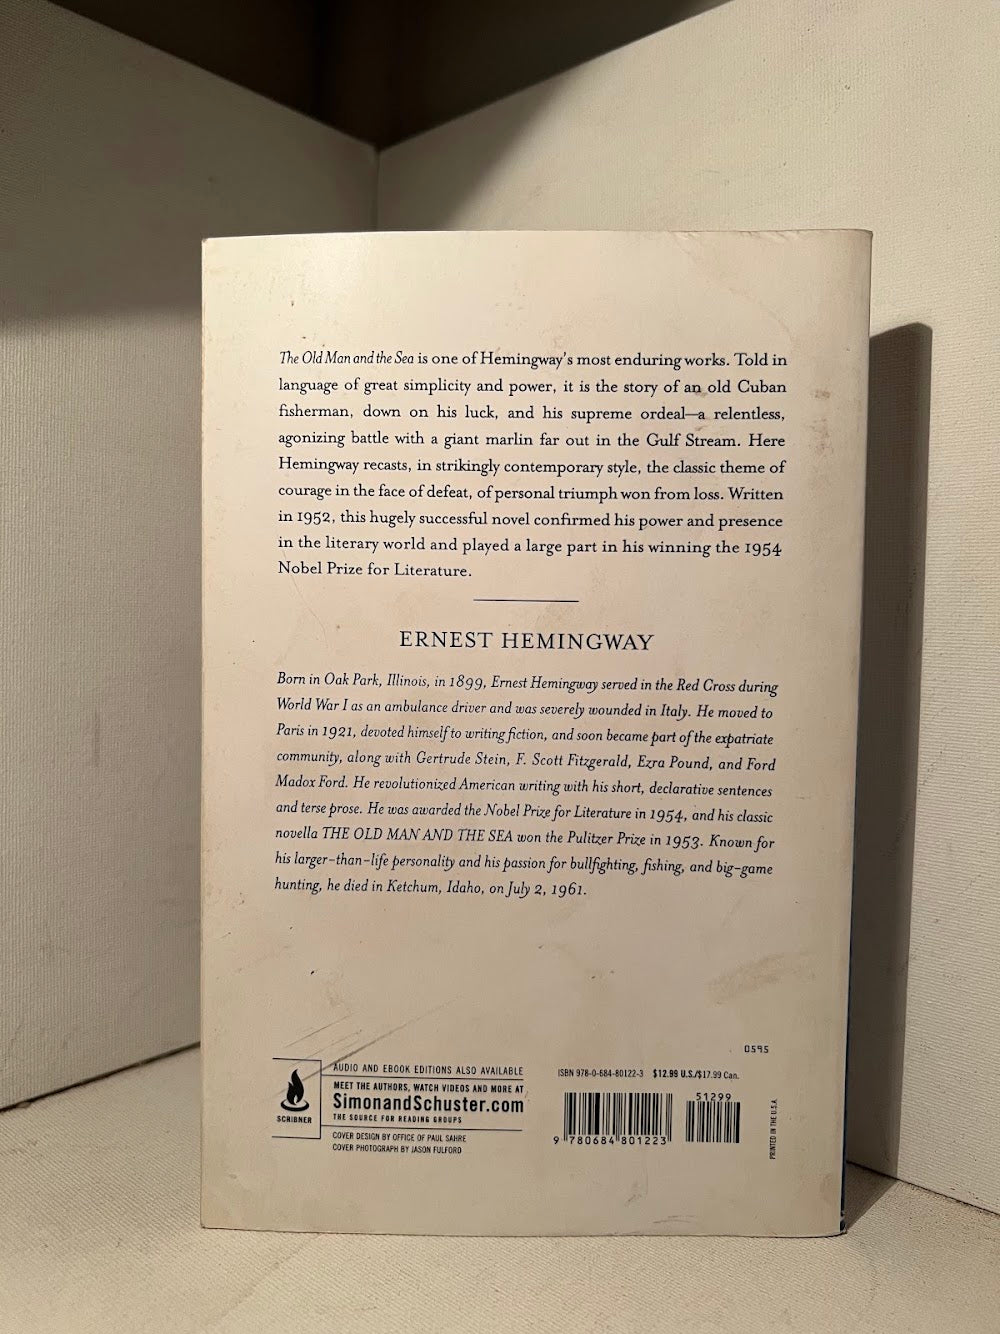 The Old Man and the Sea is one of Hemingway's most enduring works. Told in
language of great simplicity and power, it is the story of an old Cuban
fisherman, down on his luck, and his supreme ordeal—a relentless,
agonizing battle with a giant marlin far out in the Gulf Stream. Here
Hemingway recasts, in strikingly contemporary style, the classic theme of
courage in the face of defeat, of personal triumph won from loss. Written
in 1952, this hugely successful novel confirmed his power and presence
in the literary world and played a large part in his winning the 1954
Nobel Prize for Literature.
ERNEST HEMINGWAY
Born in Oak Park, Illinois, in 1899, Ernest Hemingway served in the Red Cross during
World War I as an ambulance driver and was severely wounded in Italy. He moved to
Paris in 1921, devoted himself to writing fiction, and soon became part of the expatriate
community, along with Gertrude Stein, F. Scott Fitzgerald, Ezra Pound, and Ford
Madox Ford. He revolutionized American writing with his short, declarative sentences
and terse prose. He was awarded the Nobel Prize for Literature in 1954, and his classic
novella THE OLD MAN AND THE SEA won the Pulitzer Prize in 1953. Known for
his larger-than-life personality and his passion for bullfighting, fishing, and big-game
hunting, he died in Ketchum, Idaho, on July 2, 1961.
SCRIBNER
AUDIO AND EBOOK EDITIONS ALSO AVAILABLE
MEET THE AUTHORS, WATCH VIDEOS AND MORE AT
SimonandSchuster.com
THE SOURCE FOR READING GROUPS
COVER DESIGN BY OFFICE OF PAUL SAHRE
COVER PHOTOGRAPH BY JASON FULFORD
0595
ISBN 978-0-684-80122-3 $12.99 U.S./$17.99 Can.
51299
9 780684 801223
PRINTED IN THE U.S.A.